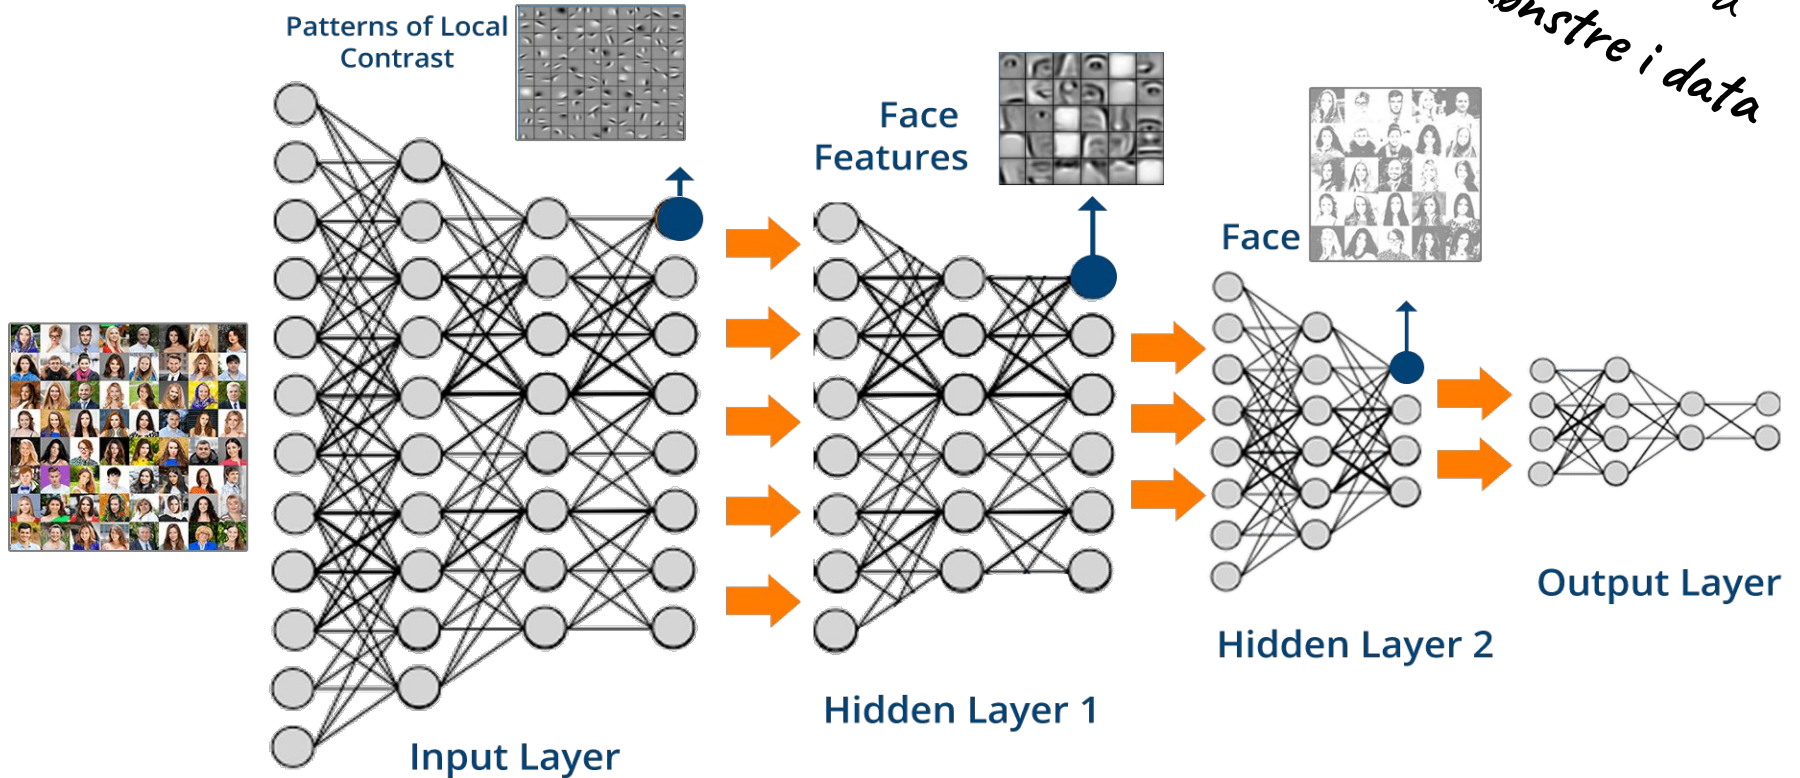 Patterns of Local
Contrast
Face
Features
Face
i data
Input Layer
Hidden Layer 1
Hidden Layer 2
Output Layer